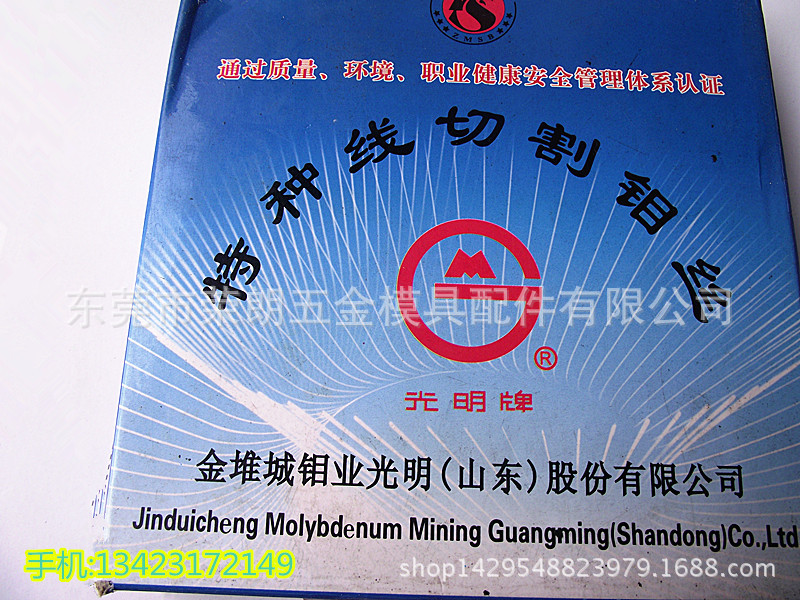 ZMSB
通过质量、环境、职业健康安全管理体系认证
特种线切割钼丝
东莞市莱朗五金模具配件有限公司
®
光明牌
金堆城钼业光明(山东)股份有限公司
Jinduicheng Molybdenum Mining Guangming(Shandong)Co.,Ltd
手机:13423172149
shop1429548823979.1688.com